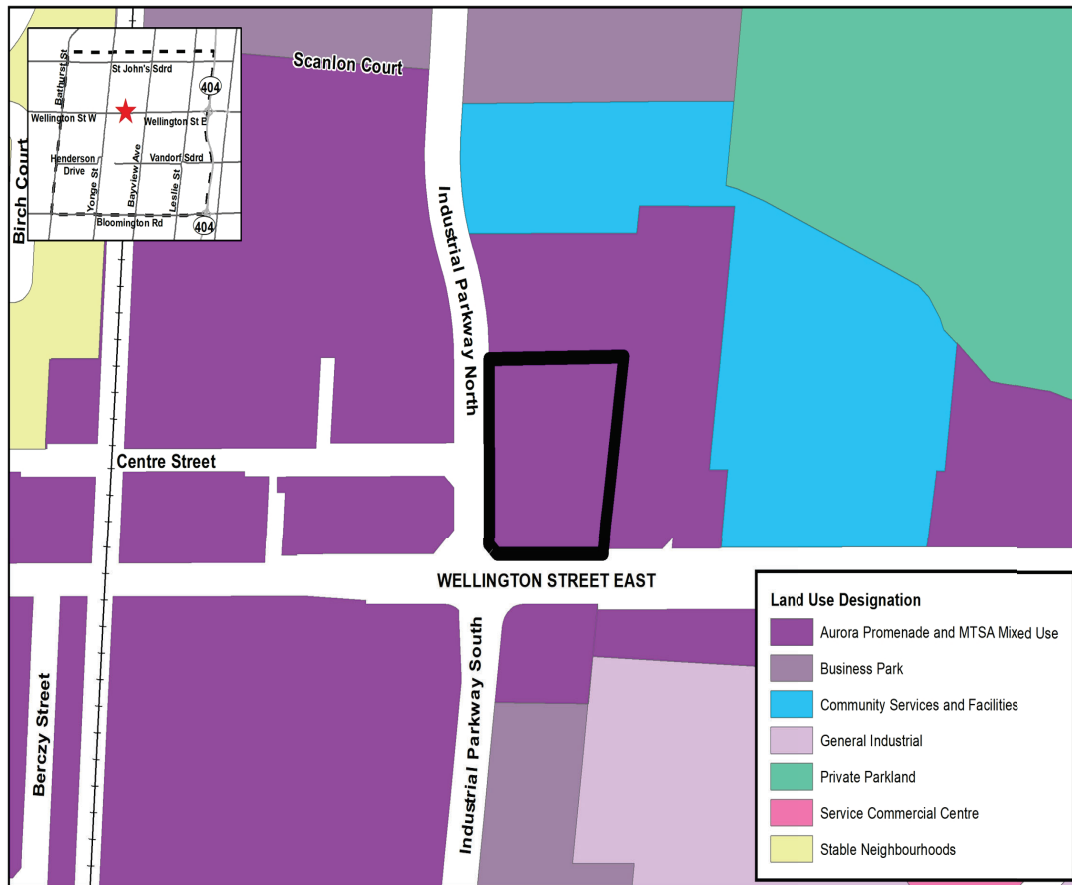 Scanlon Court
Bathurst St
St John's Sdrd
404
Wellington St W
Wellington St E
Henderson
Drive
Yonge St
Bayview Ave
Vandorf Sdrd
Leslie St
Bloomington Rd
404
Birch Court
Industrial Parkway North
Centre Street
WELLINGTON STREET EAST
Berczy Street
Industrial Parkway South
Land Use Designation
Aurora Promenade and MTSA Mixed Use
Business Park
Community Services and Facilities
General Industrial
Private Parkland
Service Commercial Centre
Stable Neighbourhoods